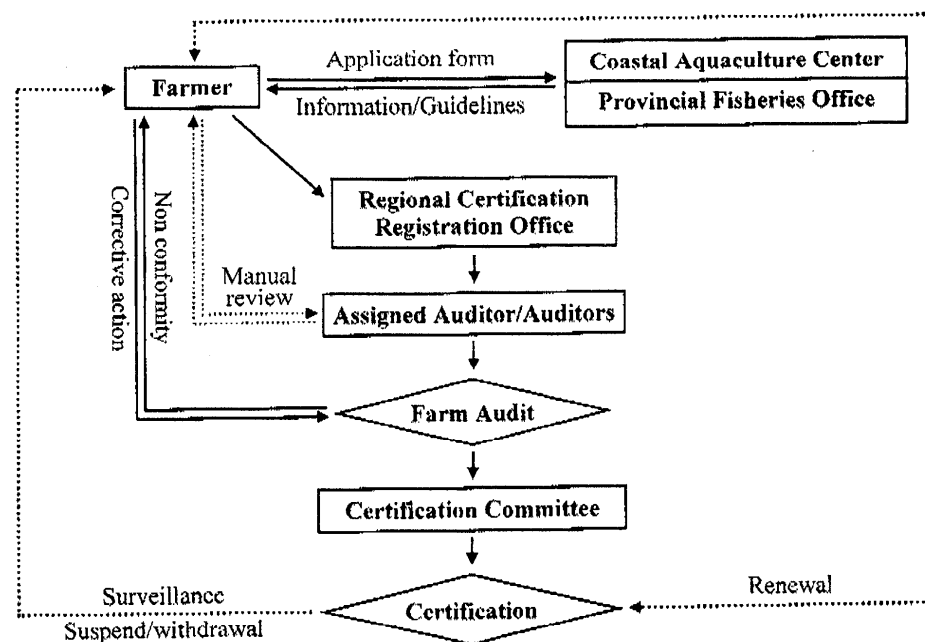 Application form
Coastal Aquaculture Center
Farmer
Information/Guidelines
Provincial Fisheries Office
Regional Certification
Registration Office
Corrective action
Non conformity
Manual
review
Assigned Auditor/Auditors
Farm Audit
Certification Committee
Surveillance
Renewal
Certification
Suspend/withdrawal